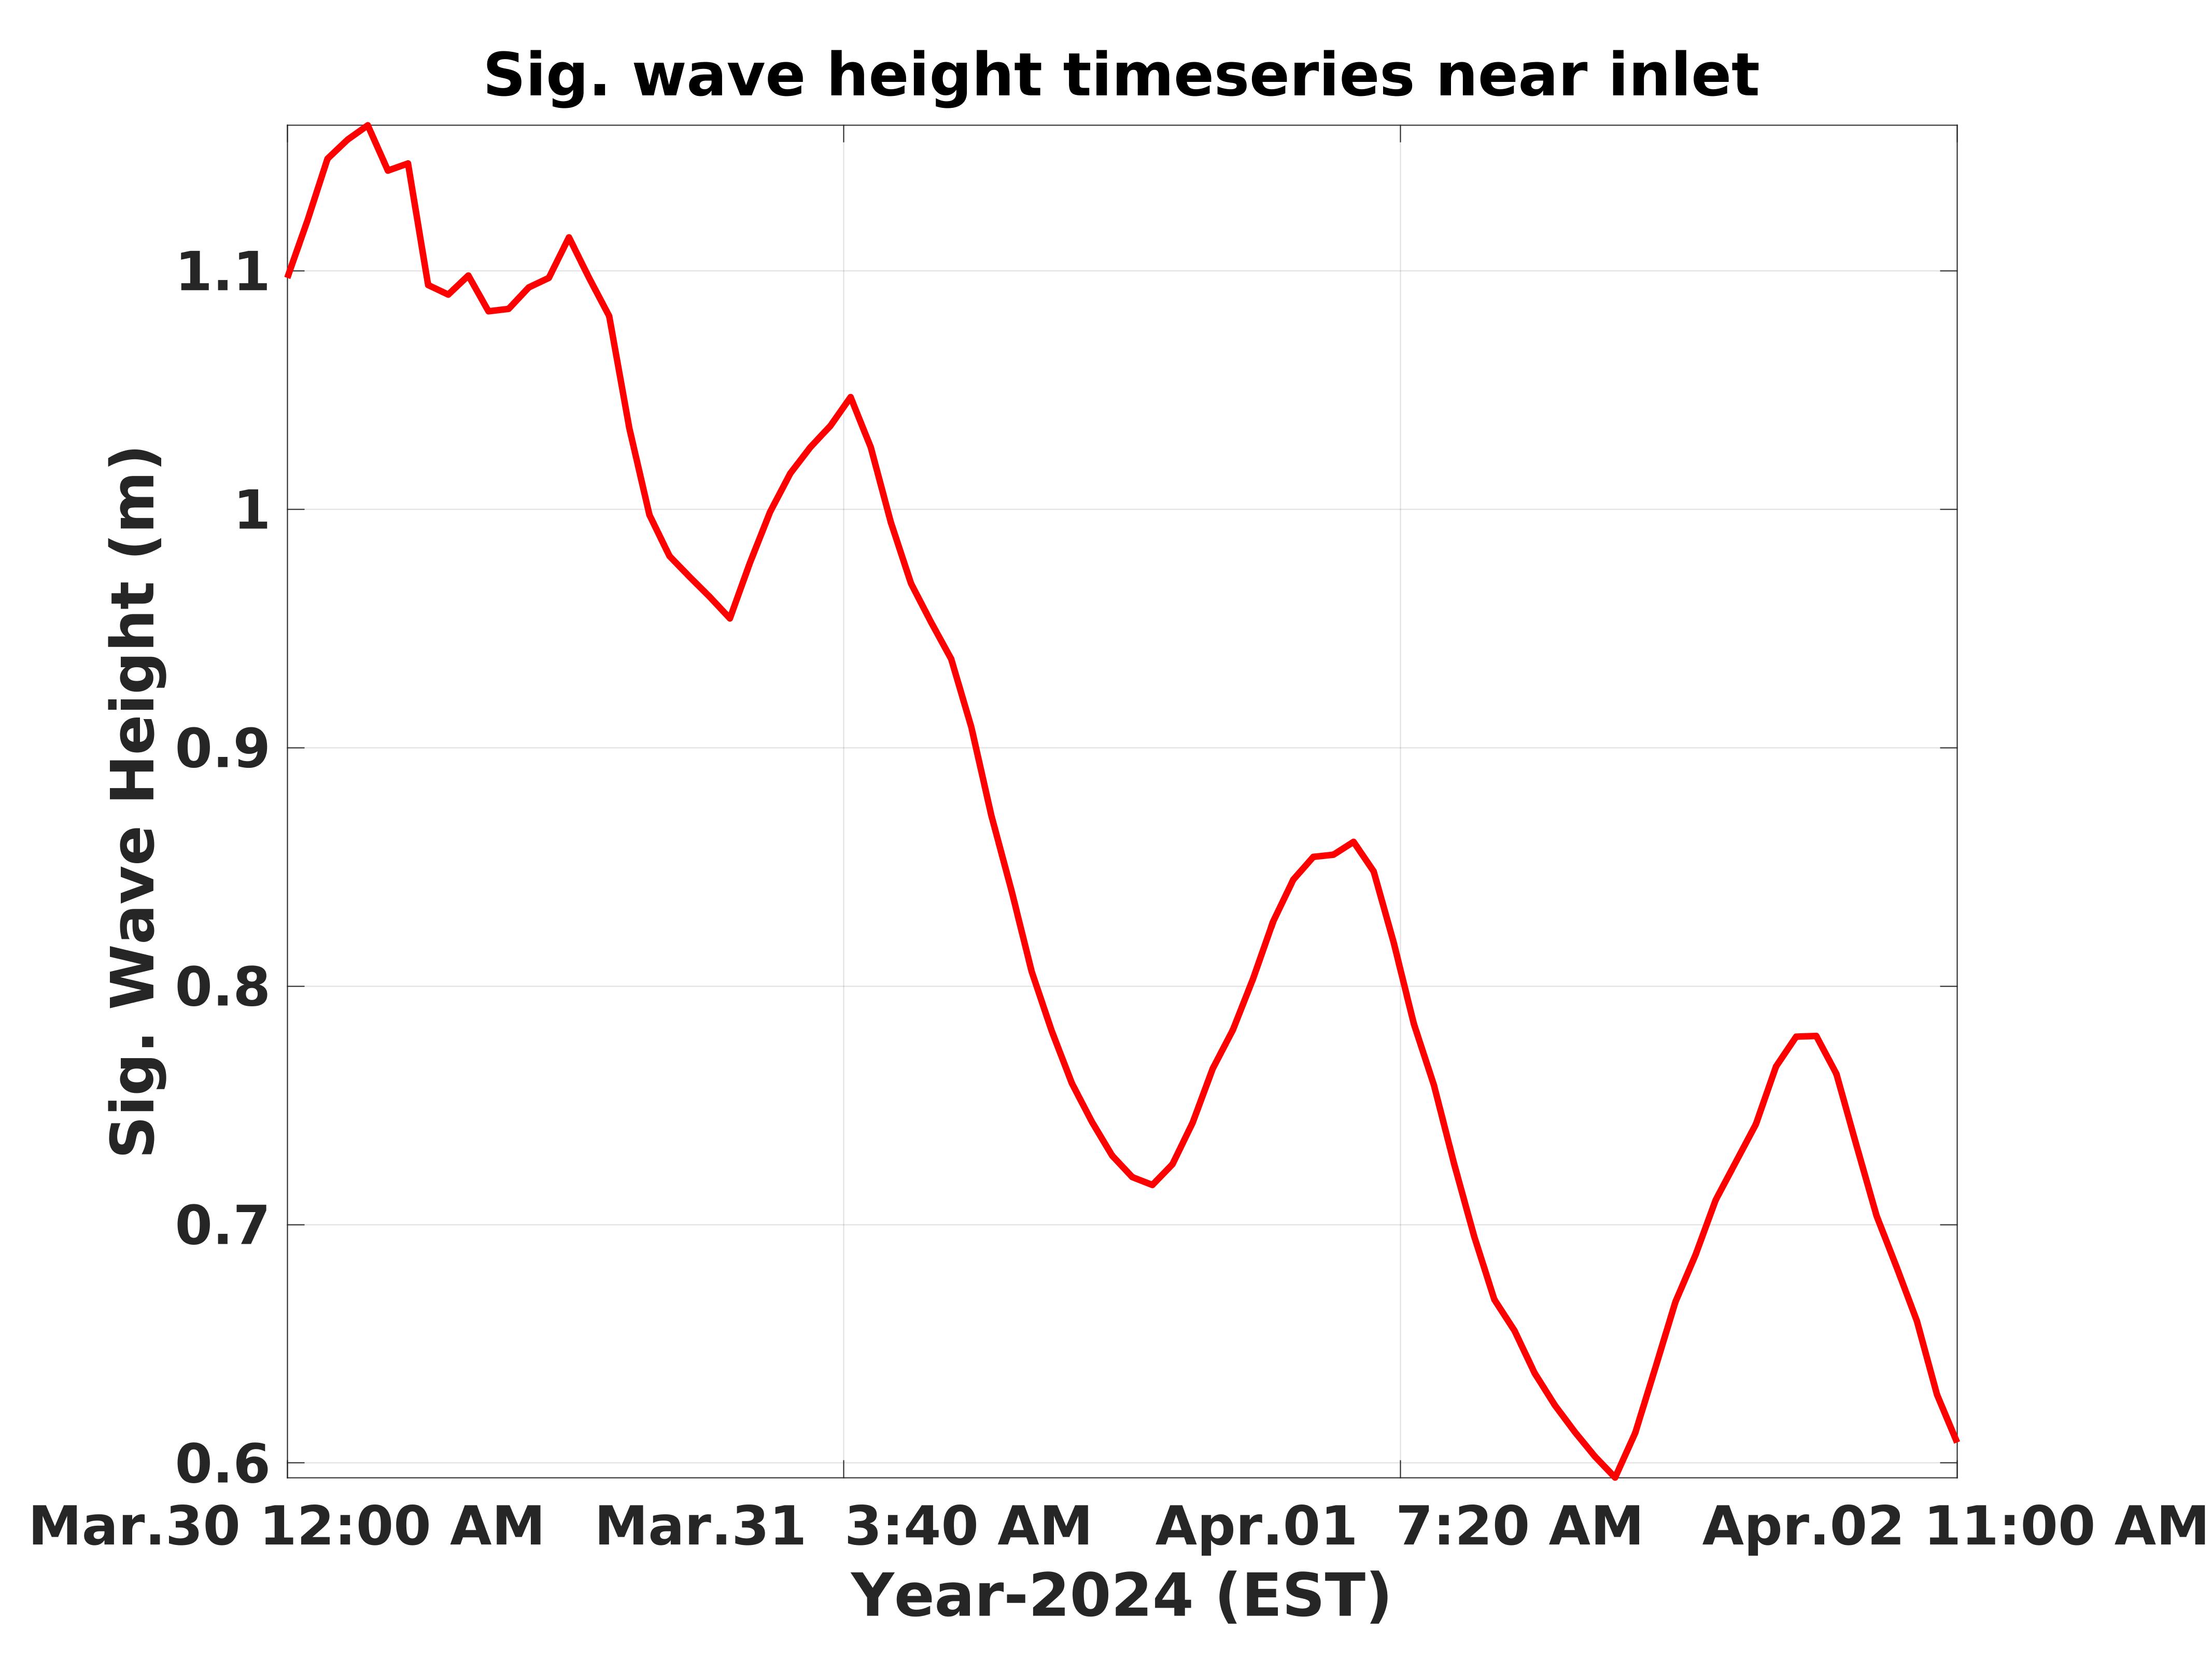 Sig. wave height timeseries near inlet
Sig. Wave Height (m)
1.1
1
0.9
0.8
0.7
0.6
Mar.30 12:00 AM Mar.31 3:40 AM Apr.01 7:20 AM Apr.02 11:00 AM
Year-2024 (EST)